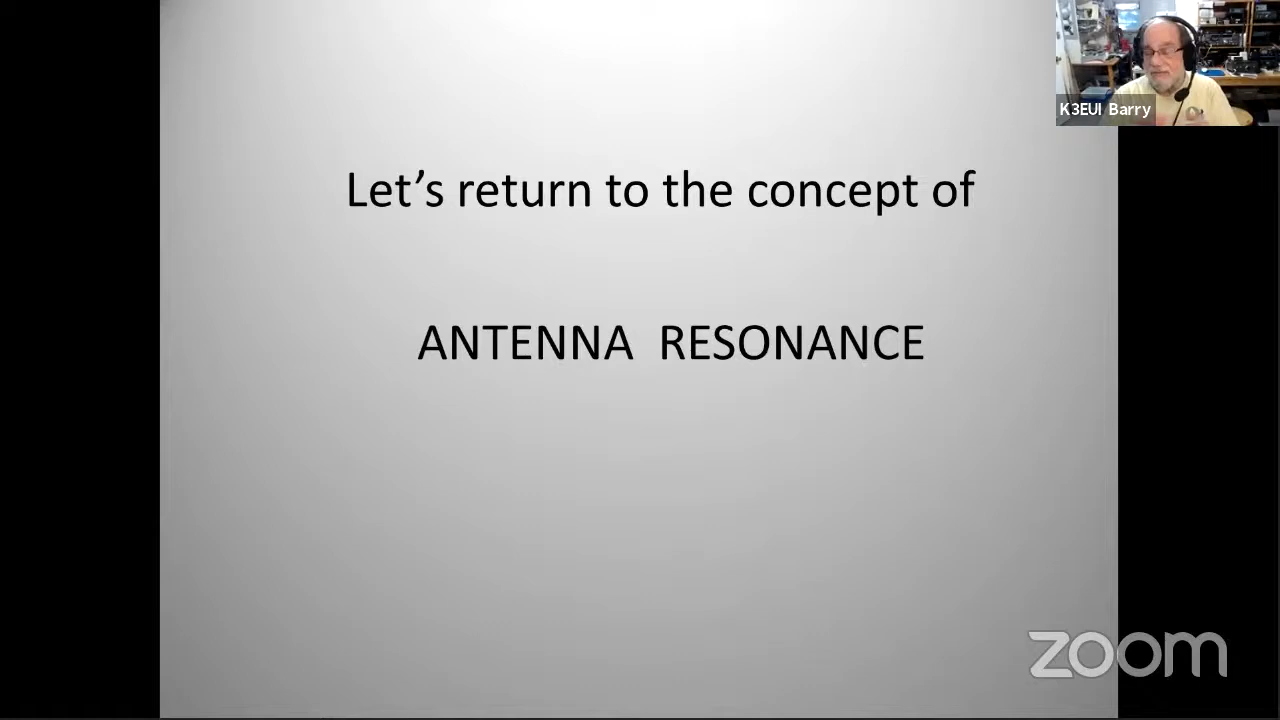 K3EUI Barry
Let’s return to the concept of
ANTENNA RESONANCE
zoom